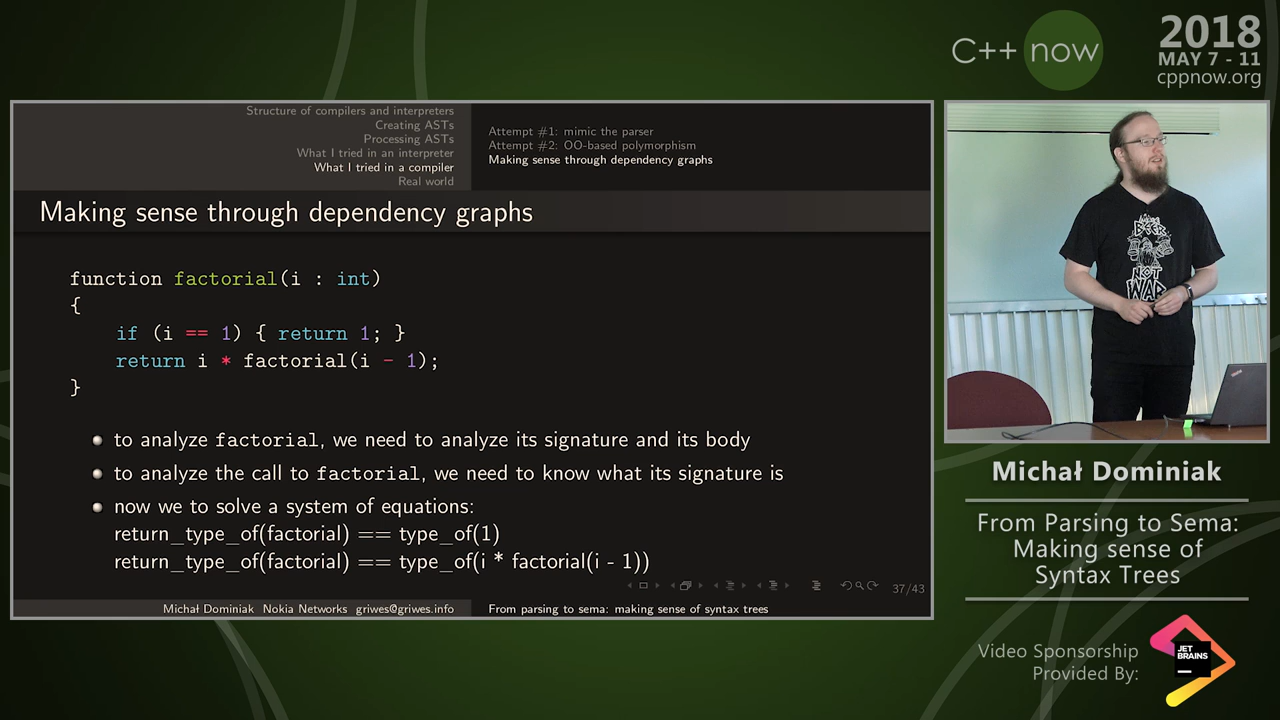 C++ now
2018
MAY 7 - 11
cppnow.org
Structure of compilers and interpreters
Creating ASTs
Processing ASTs
What I tried in an interpreter
What I tried in a compiler
Real world
Attempt #1: mimic the parser
Attempt #2: OO-based polymorphism
Making sense through dependency graphs
Making sense through dependency graphs
function factorial(i : int)
{
if (i == 1) { return 1; }
return i * factorial(i - 1);
}
to analyze factorial, we need to analyze its signature and its body
to analyze the call to factorial, we need to know what its signature is
now we to solve a system of equations:
return_type_of(factorial) == type_of(1)
return_type_of(factorial) == type_of(i * factorial(i - 1))
37/43
Michał Dominiak Nokia Networks griwes@griwes.info
From parsing to sema: making sense of syntax trees
BEER
NOT
WAR
Michał Dominiak
From Parsing to Sema:
Making sense of
Syntax Trees
Video Sponsorship
Provided By:
JET
BRAINS